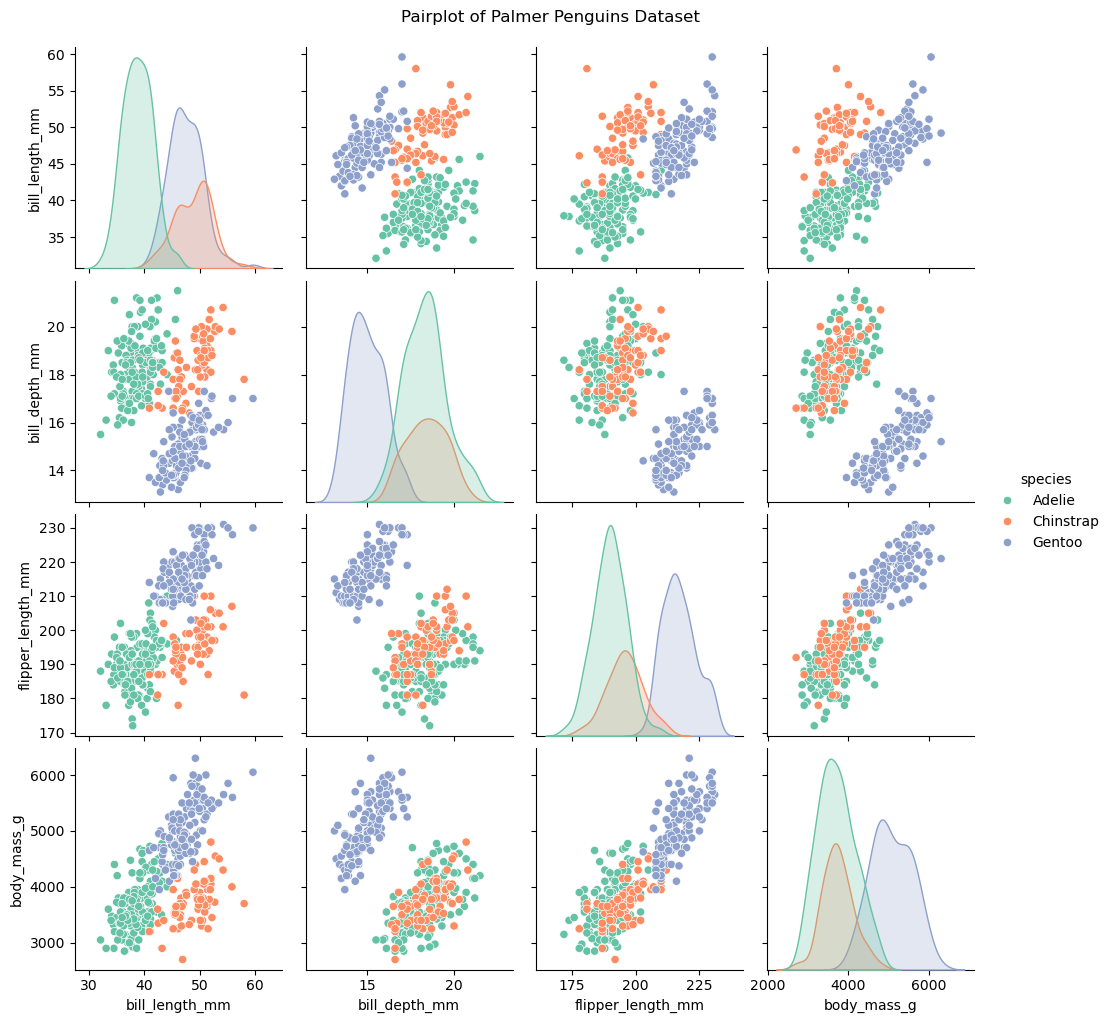 Pairplot of Palmer Penguins Dataset
60
55
50
45
40
35
bill_length_mm
20
18
16
14
bill_depth_mm
species
Adelie
Chinstrap
Gentoo
230
220
210
200
190
180
170
flipper_length_mm
6000
5000
4000
3000
body_mass_g
30 40 50 60 15 20 175 200 225 2000 4000 6000
bill_length_mm bill_depth_mm flipper_length_mm body_mass_g